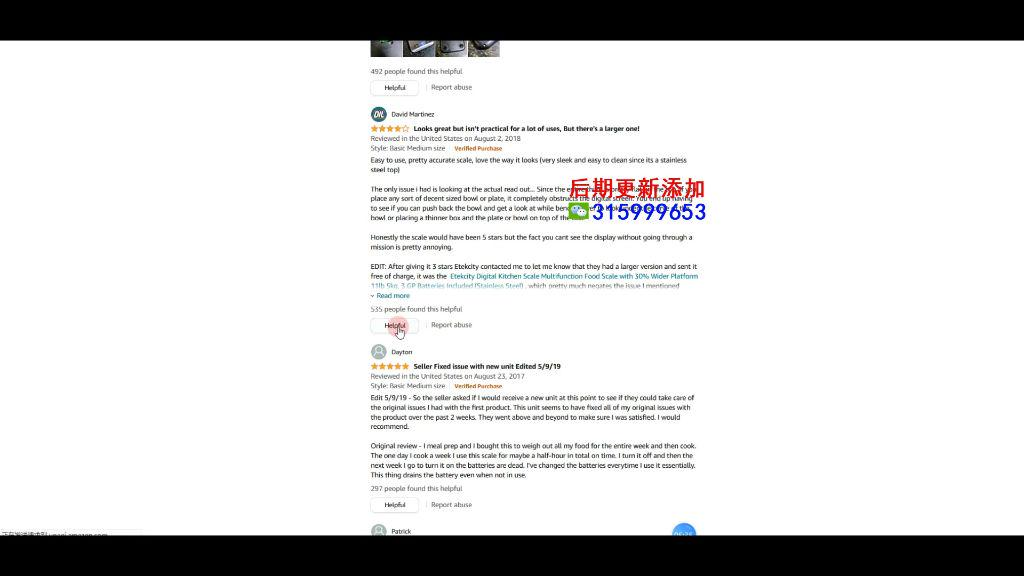 492 people found this helpful
Helpful
Report abuse
David Martinez
Looks great but isn't practical for a lot of uses, But there's a larger one!
Reviewed in the United States on August 2, 2018
Style: Basic Medium size
Verified Purchase
Easy to use, pretty accurate scale, love the way it looks (very sleek and easy to clean since its a stainless
steel top)
The only issue i had is looking at the actual read out... Since the
place any sort of decent sized bowl or plate, it completely obstructs the digital screen. You end up having
to see if you can push back the bowl and get a look at while
bowl or placing a thinner box and the plate or bowl on top of the
后期更新添加
315999653
Honestly the scale would have been 5 stars but the fact you cant see the display without going through a
mission is pretty annoying.
EDIT: After giving it 3 stars Etekcity contacted me to let me know that they had a larger version and sent it
free of charge, it was the Etekcity Digital Kitchen Scale Multifunction Food Scale with 30% Wider Platform
11lb 5kg, 3 GP Batteries Included (Stainless Steel) , which pretty much negates the issue I mentioned
Read more
535 people found this helpful
Helpful
Report abuse
Dayton
Seller Fixed issue with new unit Edited 5/9/19
Reviewed in the United States on August 23, 2017
Style: Basic Medium size
Verified Purchase
Edit 5/9/19 - So the seller asked if I would receive a new unit at this point to see if they could take care of
the original issues I had with the first product. This unit seems to have fixed all of my original issues with
the product over the past 2 weeks. They went above and beyond to make sure I was satisfied. I would
recommend.
Original review - I meal prep and I bought this to weigh out all my food for the entire week and then cook.
The one day I cook a week I use this scale for maybe a half-hour in total on time. I turn it off and then the
next week I go to turn it on the batteries are dead. I've changed the batteries everytime I use it essentially.
This thing drains the battery even when not in use.
297 people found this helpful
Helpful
Report abuse
Patrick